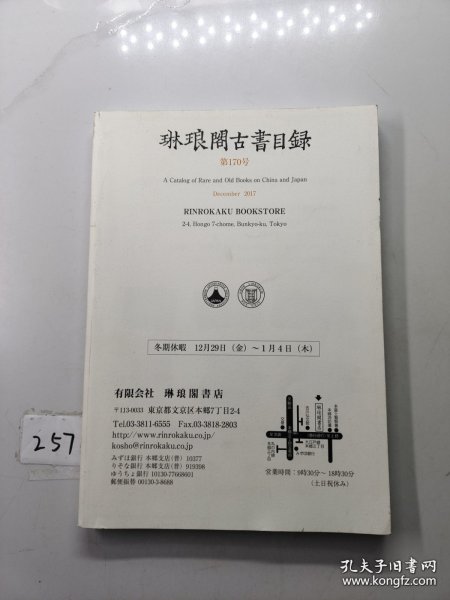 琳琅閣古書目録
第170号
A Catalog of Rare and Old Books on China and Japan
December 2017
RINROKAKU BOOKSTORE
2-4, Hongo 7-chome, Bunkyo-ku, Tokyo
冬期休暇 12月29日（金）～1月4日（木）
有限会社 琳琅閣書店
〒113-0033 東京都文京区本郷7丁目2-4
Tel.03-3811-6555 Fax.03-3818-2803
http://www.rinrokaku.co.jp/
kosho@rinrokaku.co.jp
みずほ銀行 本郷支店（普）10377
りそな銀行 本郷支店（普）919398
ゆうちょ銀行 10130-77668601
郵便振替 00130-3-8688
営業時間：9時30分～18時30分
（土日祝休み）
257
孔夫子旧书网
www.kongfz.com